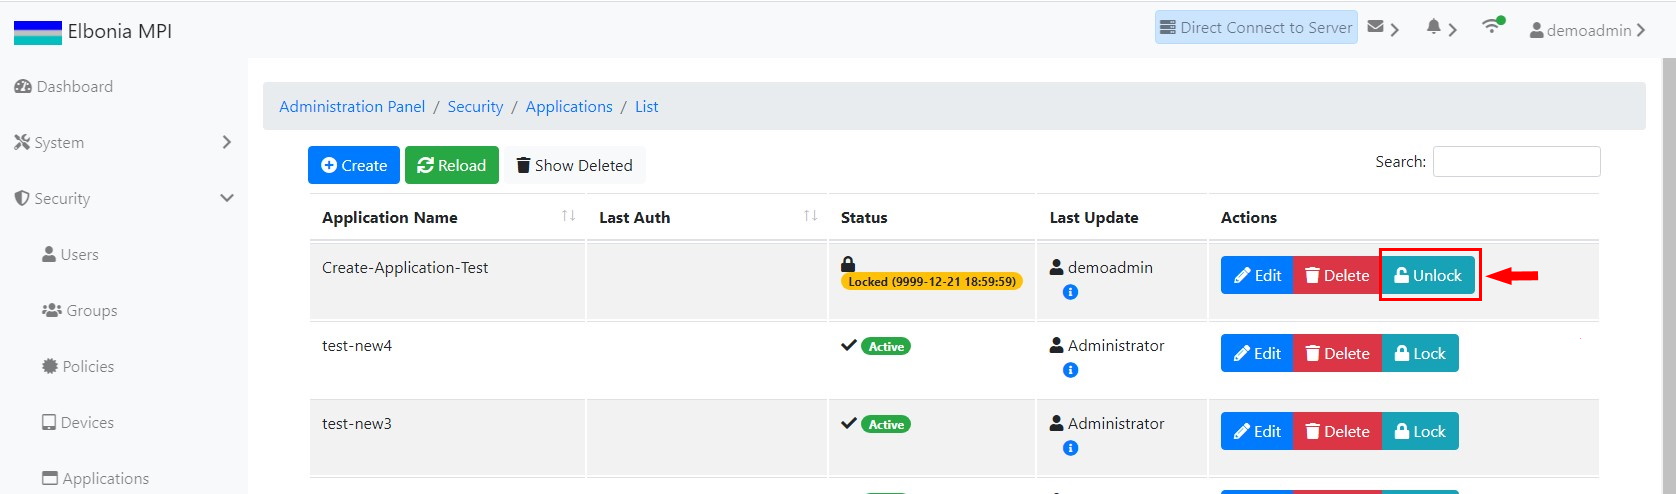 Elbonia MPI
Direct Connect to Server
demoadmin
Dashboard
System
Security
Users
Groups
Policies
Devices
Applications
Administration Panel / Security / Applications / List
Create Reload Show Deleted
Search:
Application Name Last Auth Status Last Update Actions
Create-Application-Test Locked (9999-12-21 18:59:59) demoadmin Edit Delete Unlock
test-new4 Active Administrator Edit Delete Lock
test-new3 Active Administrator Edit Delete Lock